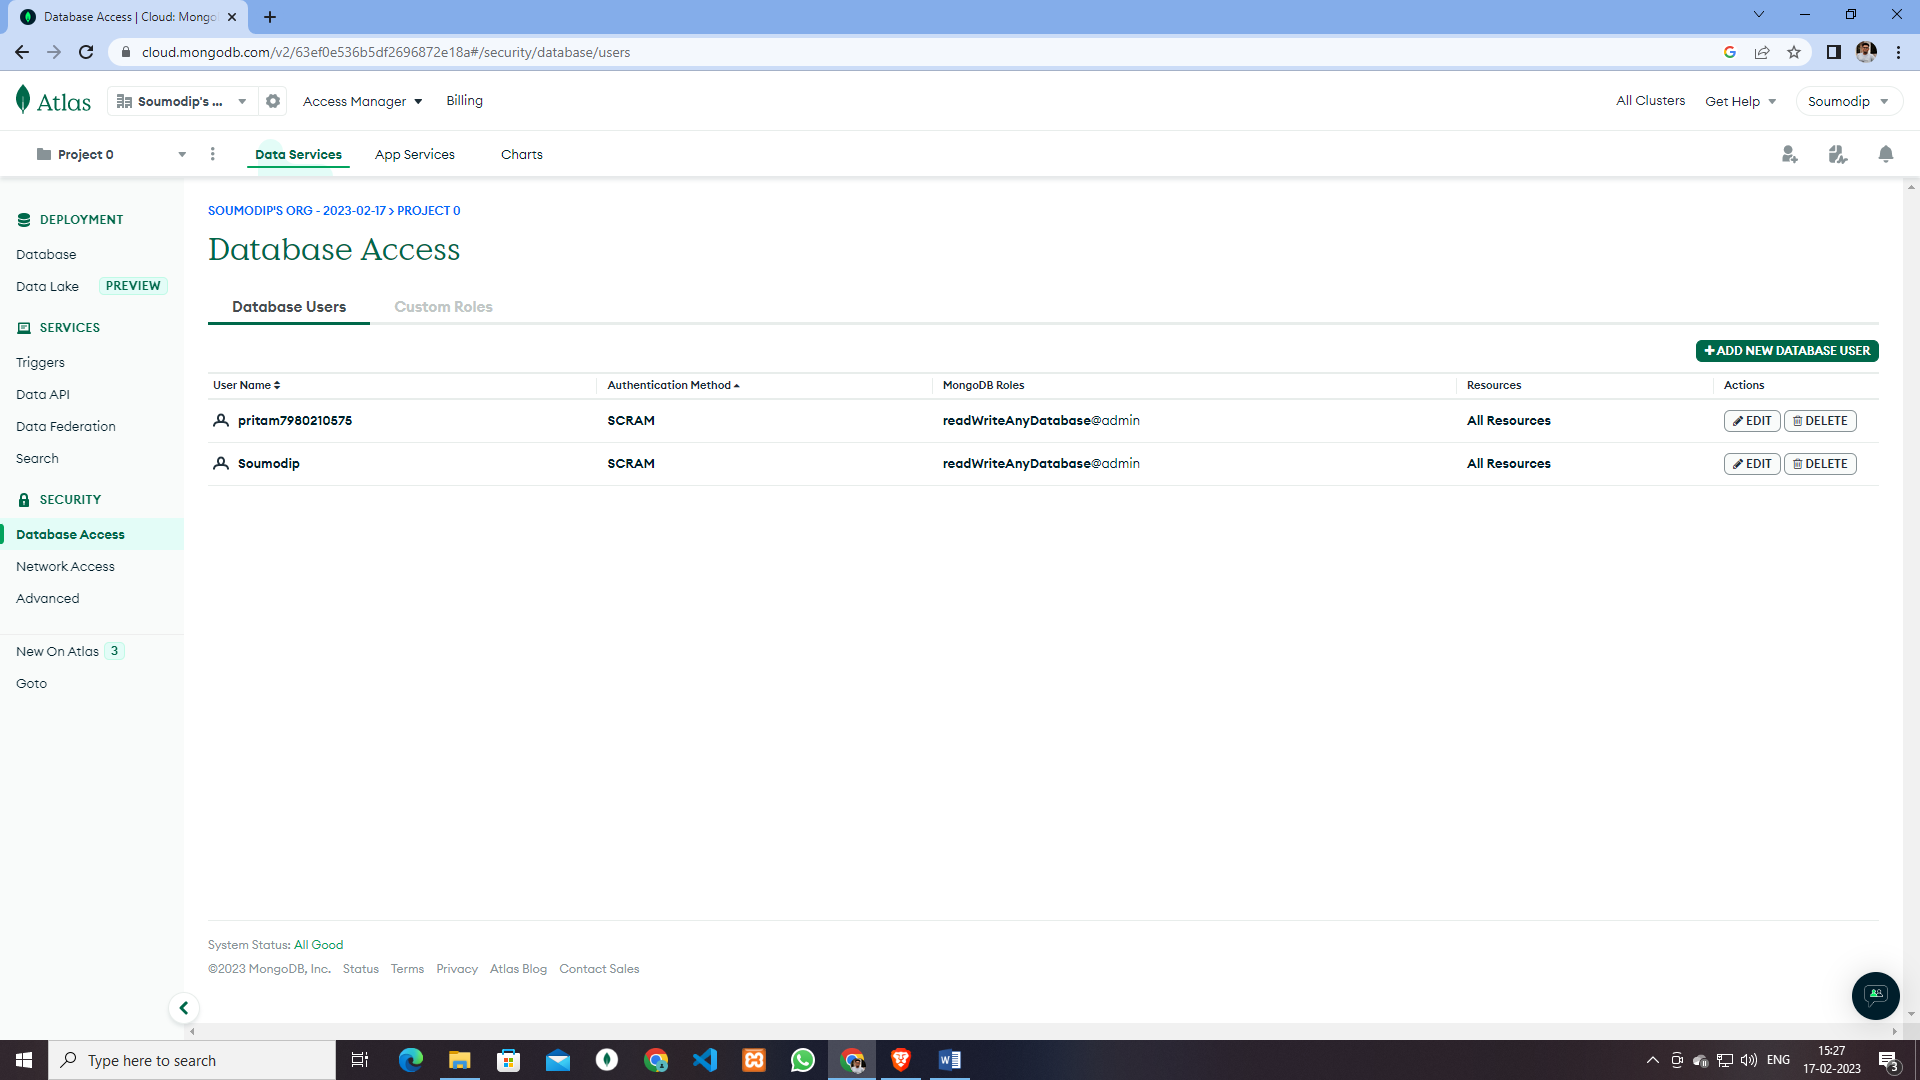 Database Access | Cloud: Mongo
cloud.mongodb.com/v2/63ef0e536b5df2696872e18a#/security/database/users
Atlas
Soumodip's ...
Access Manager
Billing
All Clusters
Get Help
Soumodip
Project 0
Data Services
App Services
Charts
DEPLOYMENT
Database
Data Lake PREVIEW
SERVICES
Triggers
Data API
Data Federation
Search
SECURITY
Database Access
Network Access
Advanced
New On Atlas 3
Goto
SOUMODIP'S ORG - 2023-02-17 > PROJECT 0
Database Access
Database Users Custom Roles
+ ADD NEW DATABASE USER
User Name Authentication Method MongoDB Roles Resources Actions
pritam7980210575 SCRAM readWriteAnyDatabase@admin All Resources EDIT DELETE
Soumodip SCRAM readWriteAnyDatabase@admin All Resources EDIT DELETE
System Status: All Good
©2023 MongoDB, Inc. Status Terms Privacy Atlas Blog Contact Sales
Type here to search
ENG
15:27
17-02-2023
3